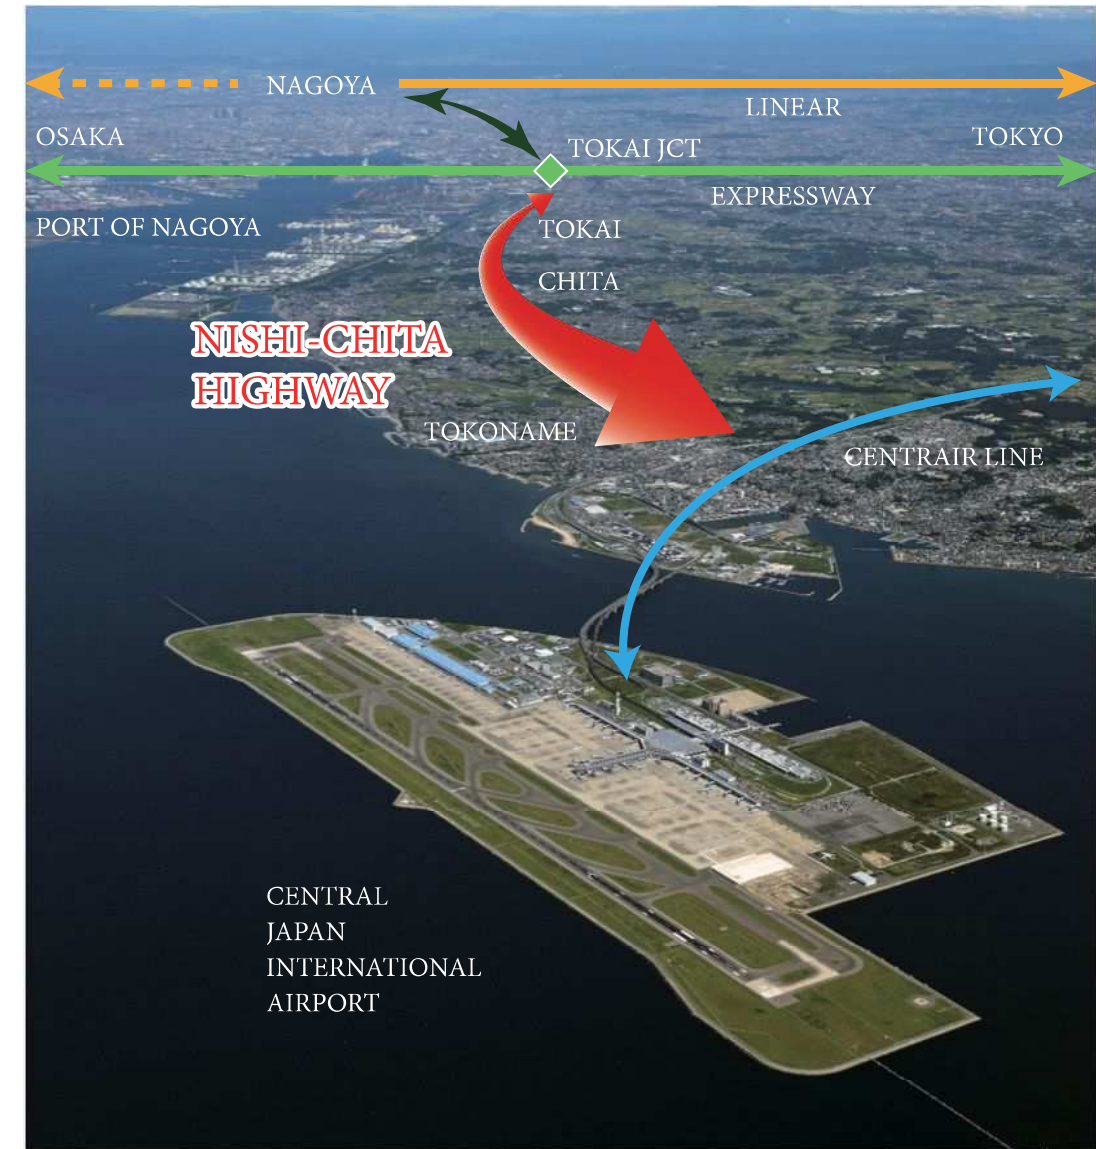 NAGOYA
LINEAR
OSAKA
TOKYO
TOKAI JCT
EXPRESSWAY
PORT OF NAGOYA
TOKAI
CHITA
NISHI-CHITA
HIGHWAY
TOKONAME
CENTRAIR LINE
CENTRAL
JAPAN
INTERNATIONAL
AIRPORT